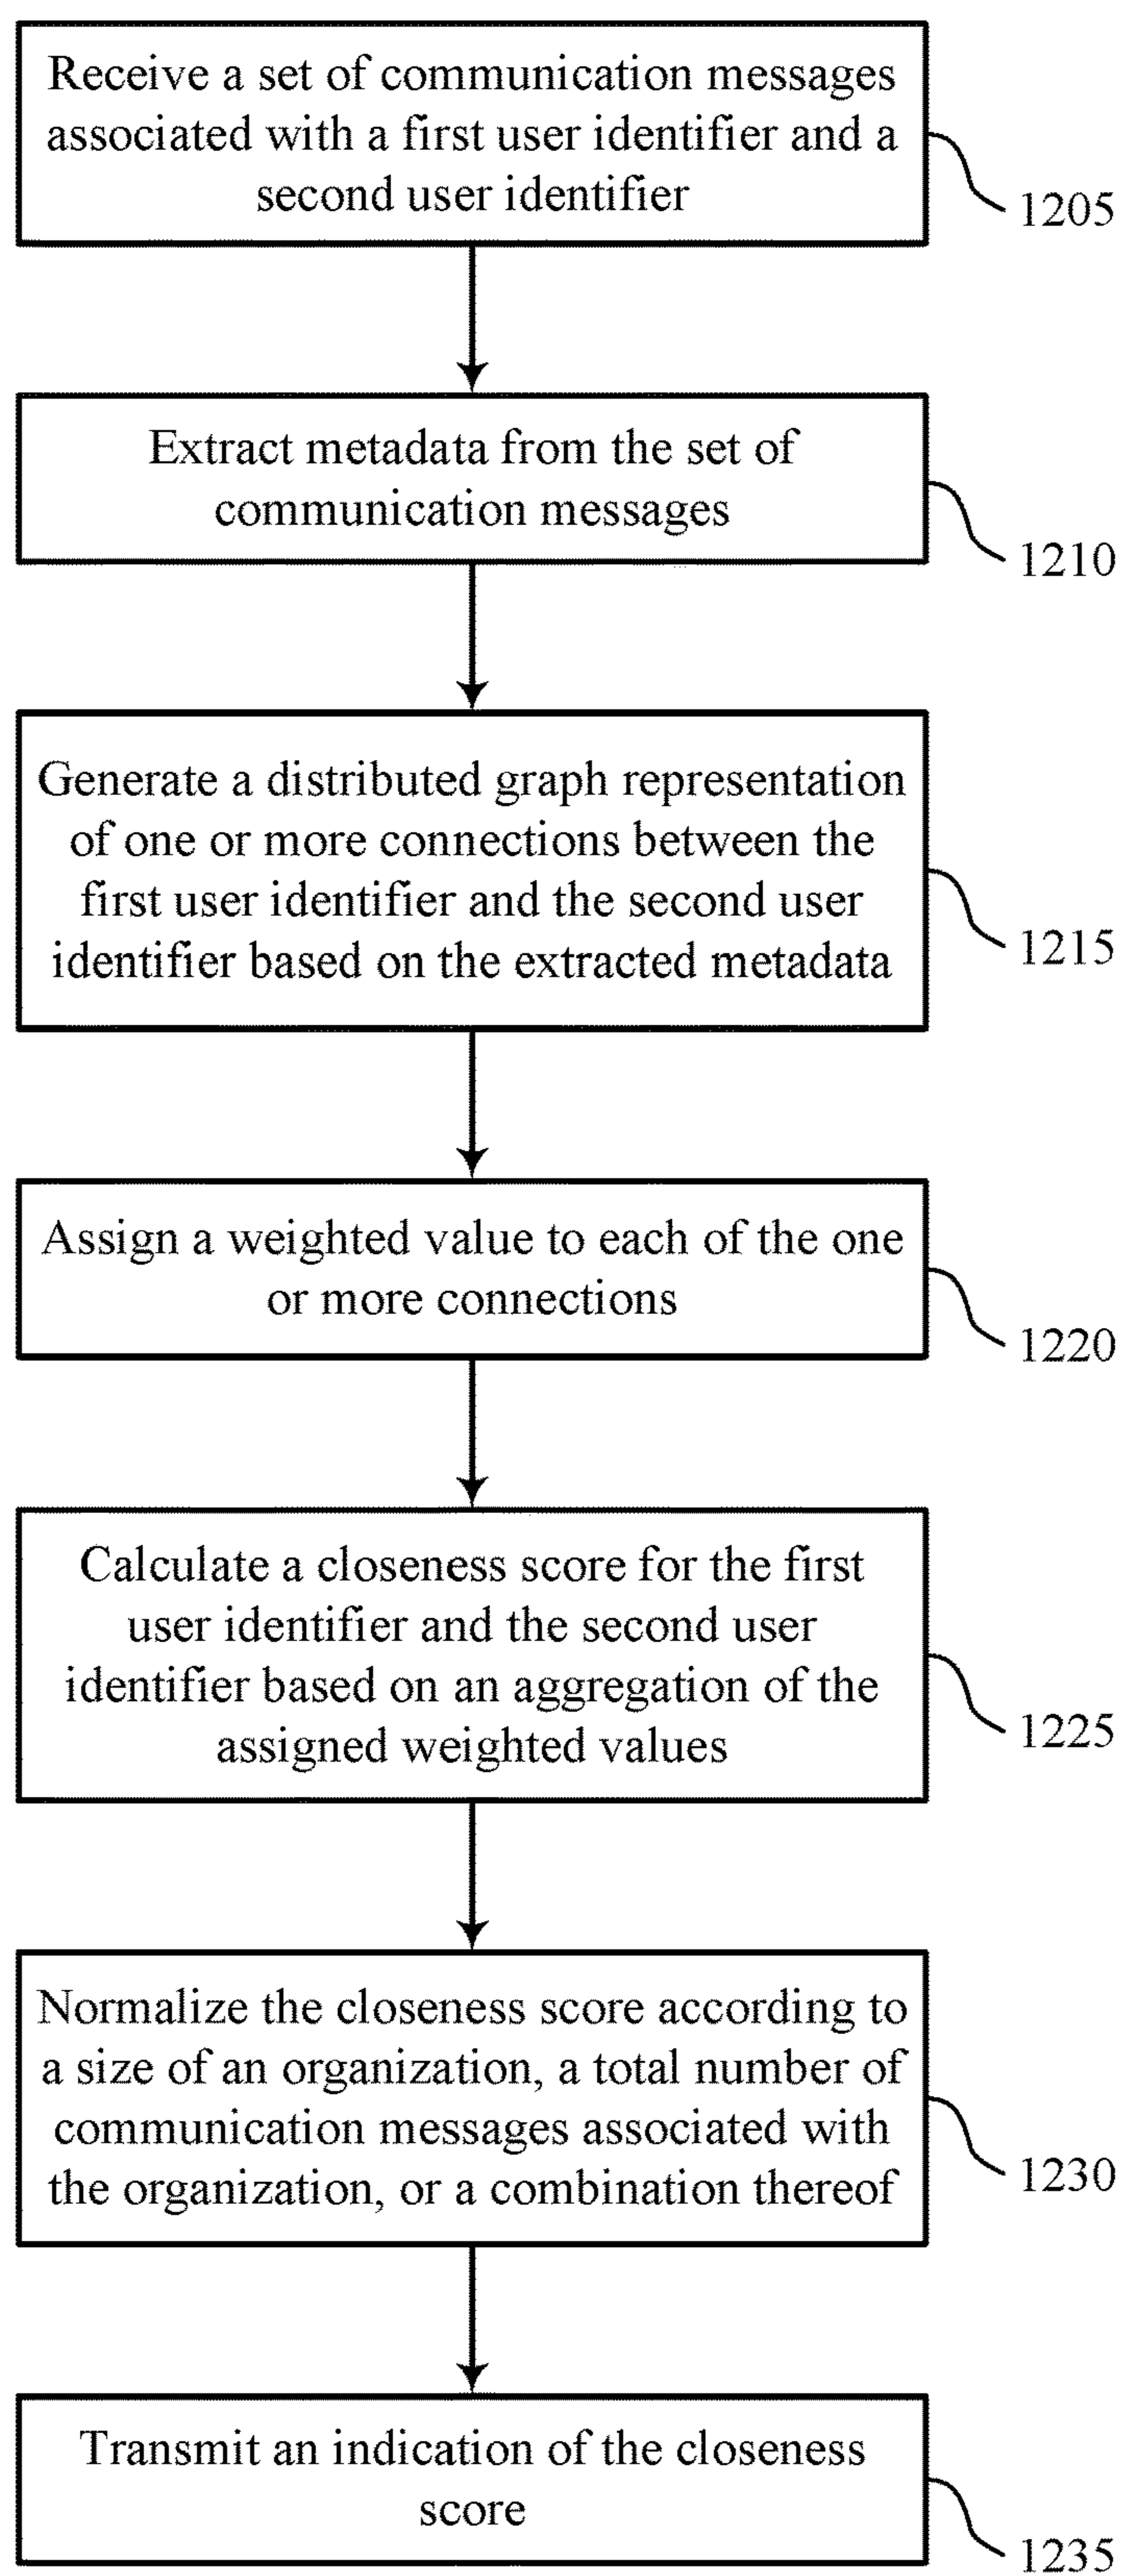 Receive a set of communication messages
associated with a first user identifier and a
second user identifier
1205
Extract metadata from the set of
communication messages
1210
Generate a distributed graph representation
of one or more connections between the
first user identifier and the second user
identifier based on the extracted metadata
1215
Assign a weighted value to each of the one
or more connections
1220
Calculate a closeness score for the first
user identifier and the second user
identifier based on an aggregation of the
assigned weighted values
1225
Normalize the closeness score according to
a size of an organization, a total number of
communication messages associated with
the organization, or a combination thereof
1230
Transmit an indication of the closeness
score
1235